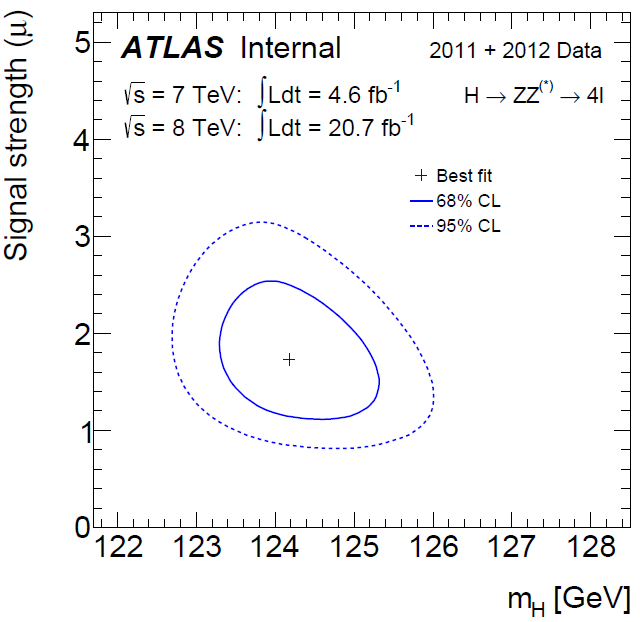 Signal strength (μ)
ATLAS Internal
2011 + 2012 Data
√s = 7 TeV: ∫Ldt = 4.6 fb⁻¹
H → ZZ⁽*⁾ → 4l
√s = 8 TeV: ∫Ldt = 20.7 fb⁻¹
Best fit
68% CL
95% CL
5
4
3
2
1
0
122 123 124 125 126 127 128
m_H [GeV]